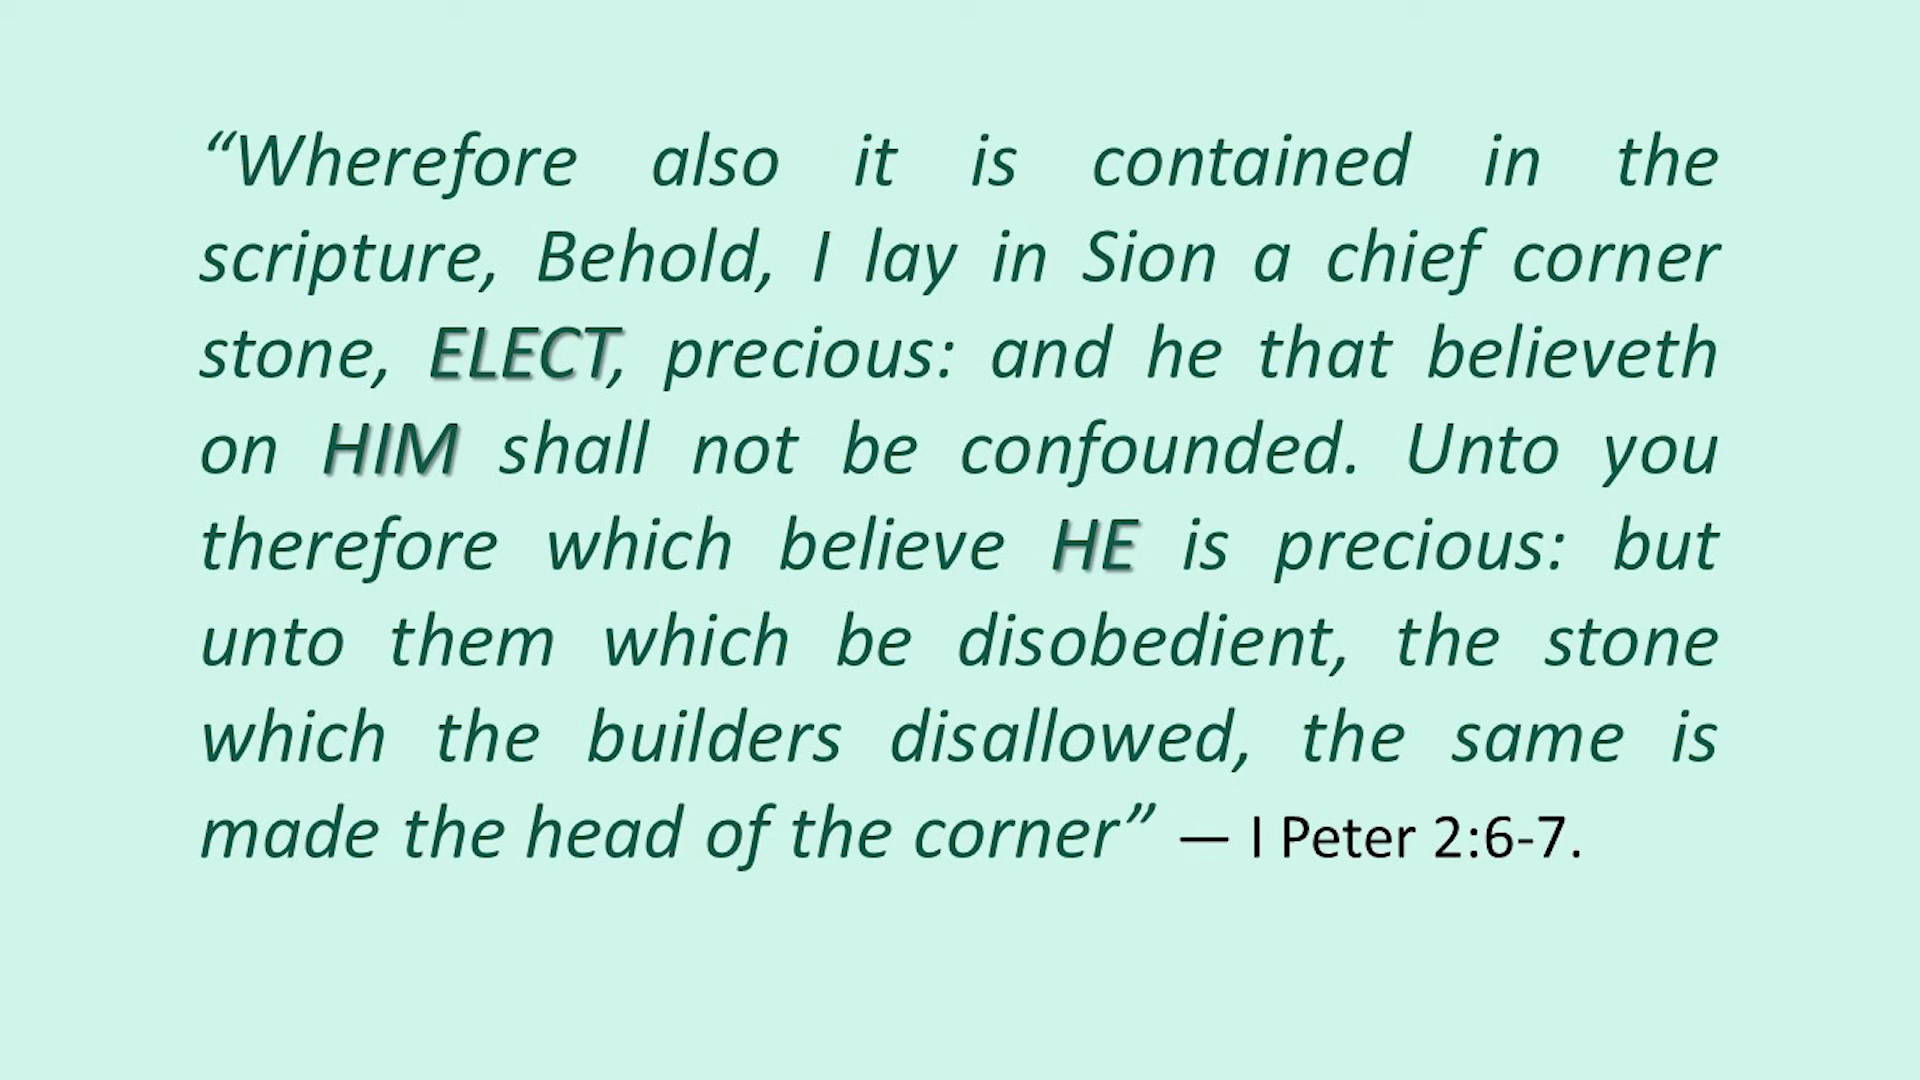 “Wherefore also it is contained in the
scripture, Behold, I lay in Sion a chief corner
stone, ELECT, precious: and he that believeth
on HIM shall not be confounded. Unto you
therefore which believe HE is precious: but
unto them which be disobedient, the stone
which the builders disallowed, the same is
made the head of the corner” — I Peter 2:6-7.